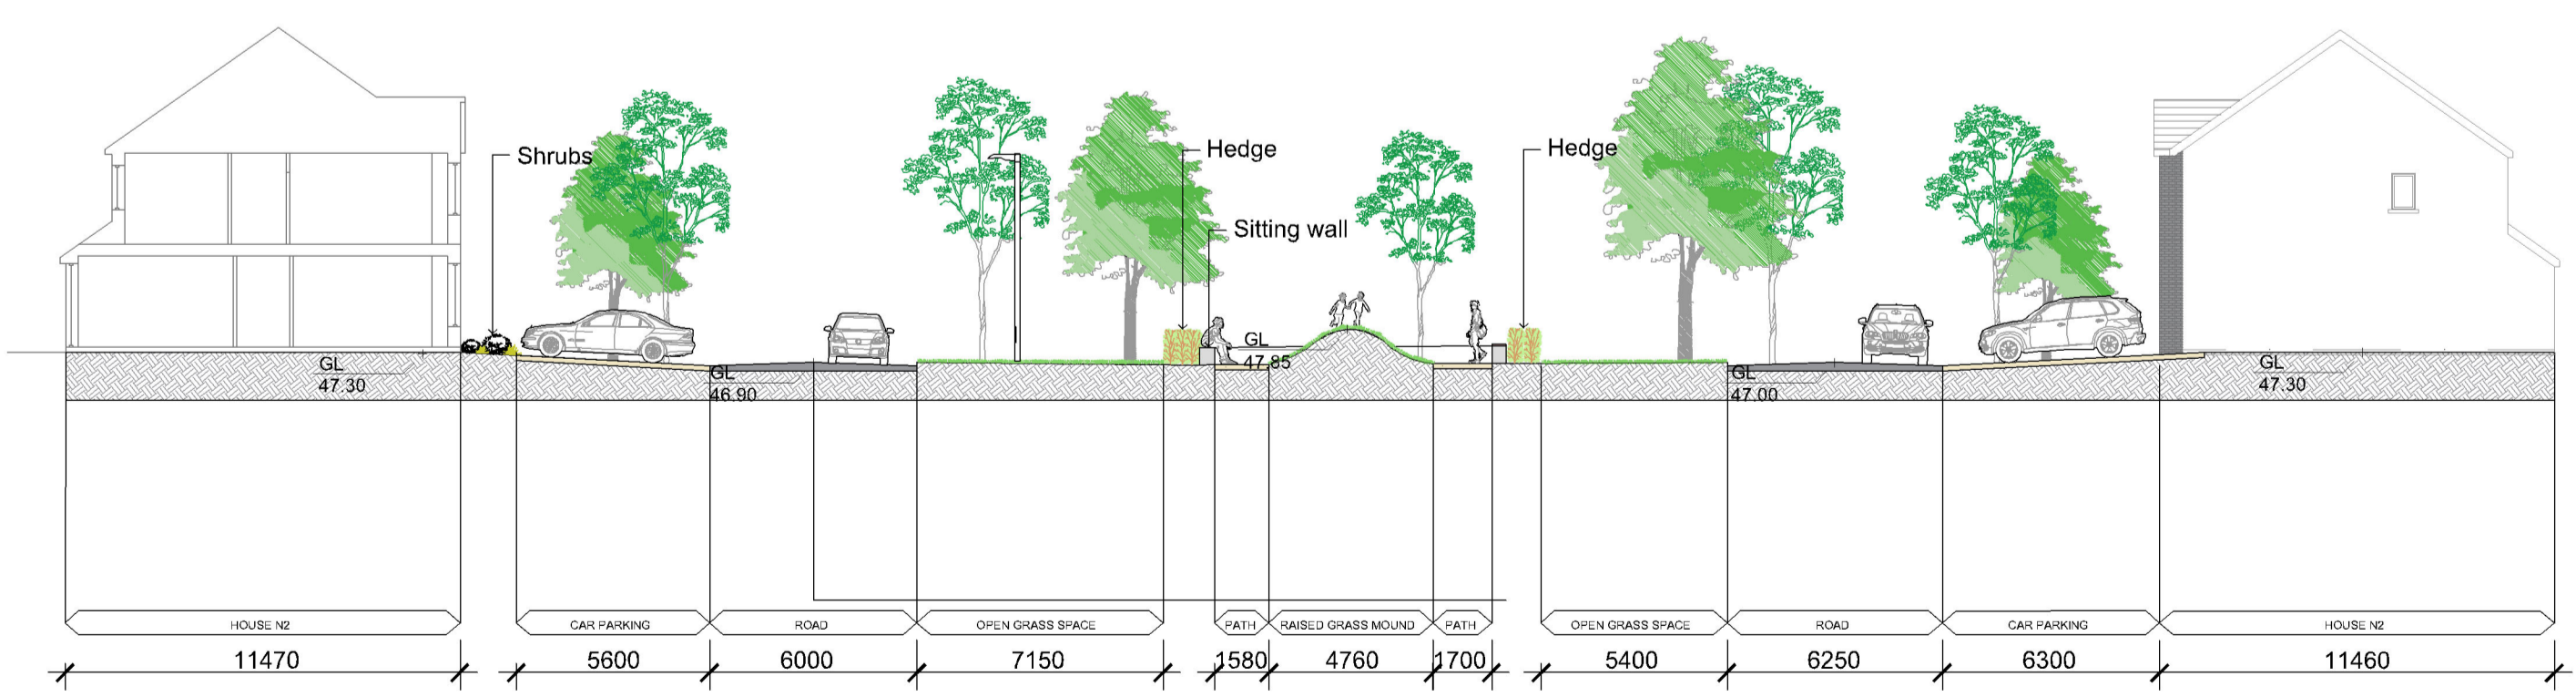 Shrubs
Hedge
Hedge
Sitting wall
GL
47.30
GL
46.90
GL
47.85
GL
47.00
GL
47.30
HOUSE N2
CAR PARKING
ROAD
OPEN GRASS SPACE
PATH
RAISED GRASS MOUND
PATH
OPEN GRASS SPACE
ROAD
CAR PARKING
HOUSE N2
11470
5600
6000
7150
1580
4760
1700
5400
6250
6300
11460